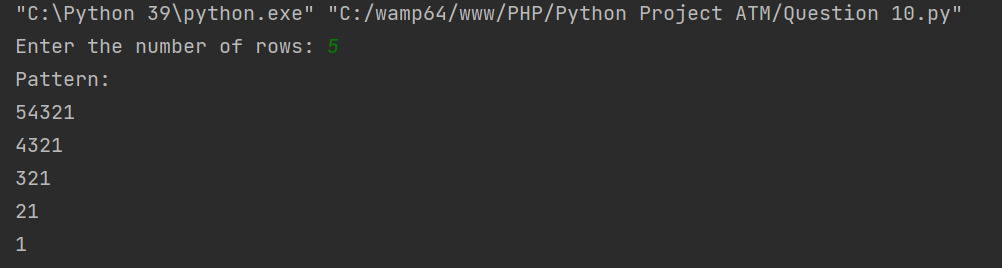 "C:\Python 39\python.exe" "C:/wamp64/www/PHP/Python Project ATM/Question 10.py"
Enter the number of rows: 5
Pattern:
54321
4321
321
21
1